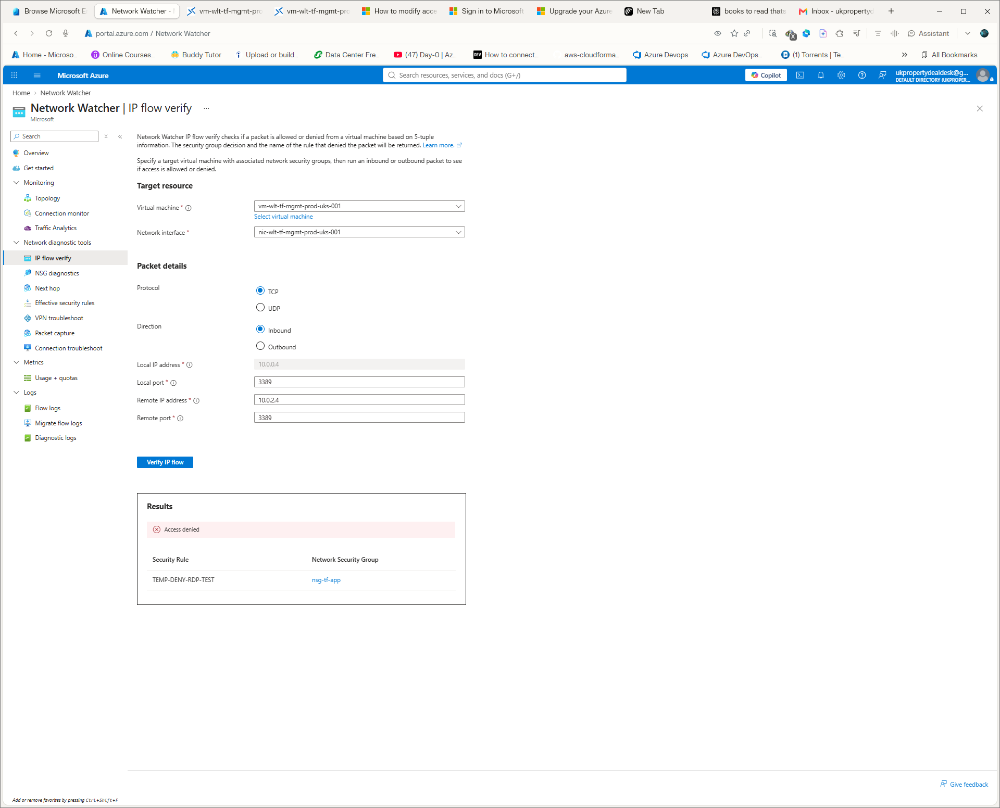 Browse Microsoft E
Network Watcher -
vm-wlt-tf-mgmt-pro
vm-wlt-tf-mgmt-pro
How to modify acce
Sign in to Microsoft
Upgrade your Azure
New Tab
books to read thats
Inbox - ukpropertyd
portal.azure.com / Network Watcher
Assistant
Home - Microso...
Online Courses...
Buddy Tutor
Upload or build...
Data Center Fre...
(47) Day-0 | Az...
How to connect...
aws-cloudforma...
Azure Devops
Azure DevOps...
(1) Torrents | Te...
All Bookmarks
Microsoft Azure
Search resources, services, and docs (G+/)
Copilot
ukpropertydealdesk@g...
DEFAULT DIRECTORY (UKPROPER...
Home > Network Watcher
Network Watcher | IP flow verify ...
Microsoft
Search
Overview
Get started
Monitoring
Topology
Connection monitor
Traffic Analytics
Network diagnostic tools
IP flow verify
NSG diagnostics
Next hop
Effective security rules
VPN troubleshoot
Packet capture
Connection troubleshoot
Metrics
Usage + quotas
Logs
Flow logs
Migrate flow logs
Diagnostic logs
Network Watcher IP flow verify checks if a packet is allowed or denied from a virtual machine based on 5-tuple
information. The security group decision and the name of the rule that denied the packet will be returned. Learn more.
Specify a target virtual machine with associated network security groups, then run an inbound or outbound packet to see
if access is allowed or denied.
Target resource
Virtual machine *
vm-wlt-tf-mgmt-prod-uks-001
Select virtual machine
Network interface *
nic-wlt-tf-mgmt-prod-uks-001
Packet details
Protocol
TCP
UDP
Direction
Inbound
Outbound
Local IP address *
10.0.0.4
Local port *
3389
Remote IP address *
10.0.2.4
Remote port *
3389
Verify IP flow
Results
Access denied
Security Rule
Network Security Group
TEMP-DENY-RDP-TEST
nsg-tf-app
Give feedback
Add or remove favorites by pressing Ctrl+Shift+F